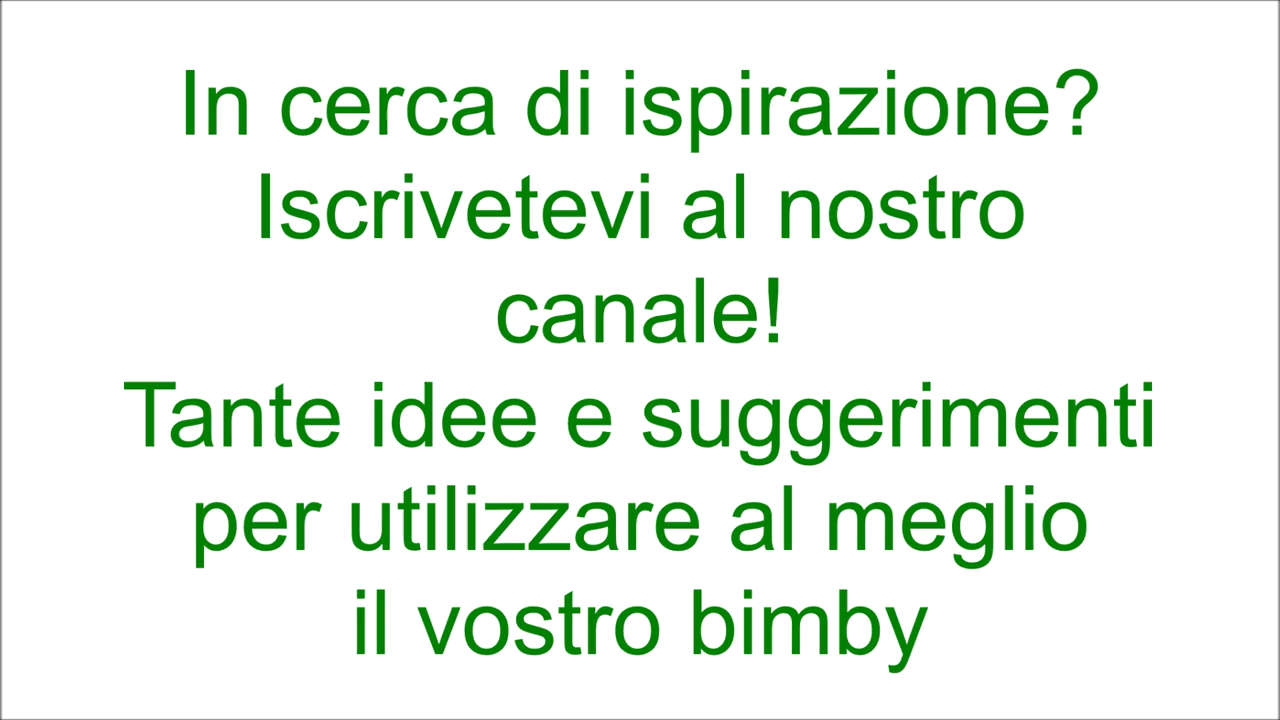 In cerca di ispirazione?
Iscrivetevi al nostro
canale!
Tante idee e suggerimenti
per utilizzare al meglio
il vostro bimby